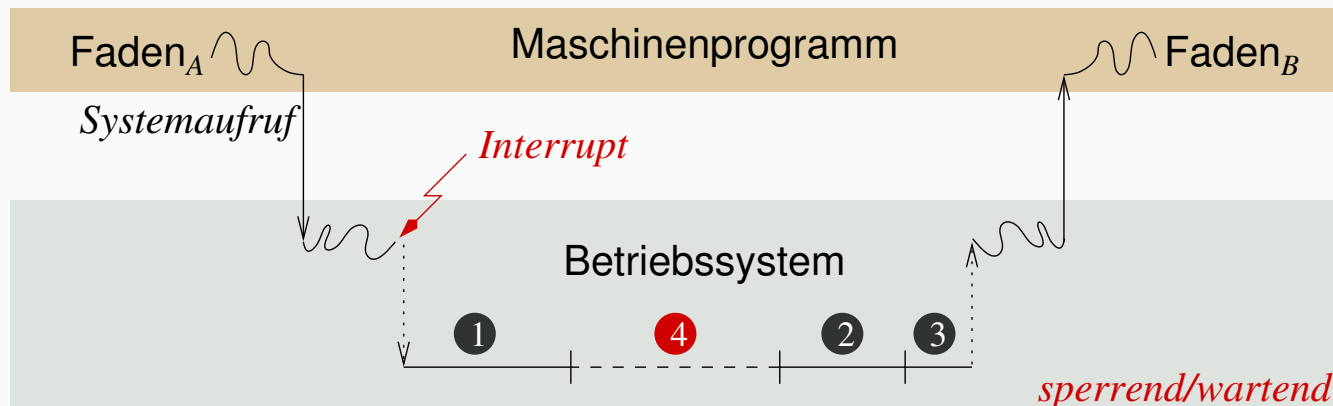 Faden_A Maschinenprogramm Faden_B
Systemaufruf
Interrupt
Betriebssystem
1 4 2 3
sperrend/wartend